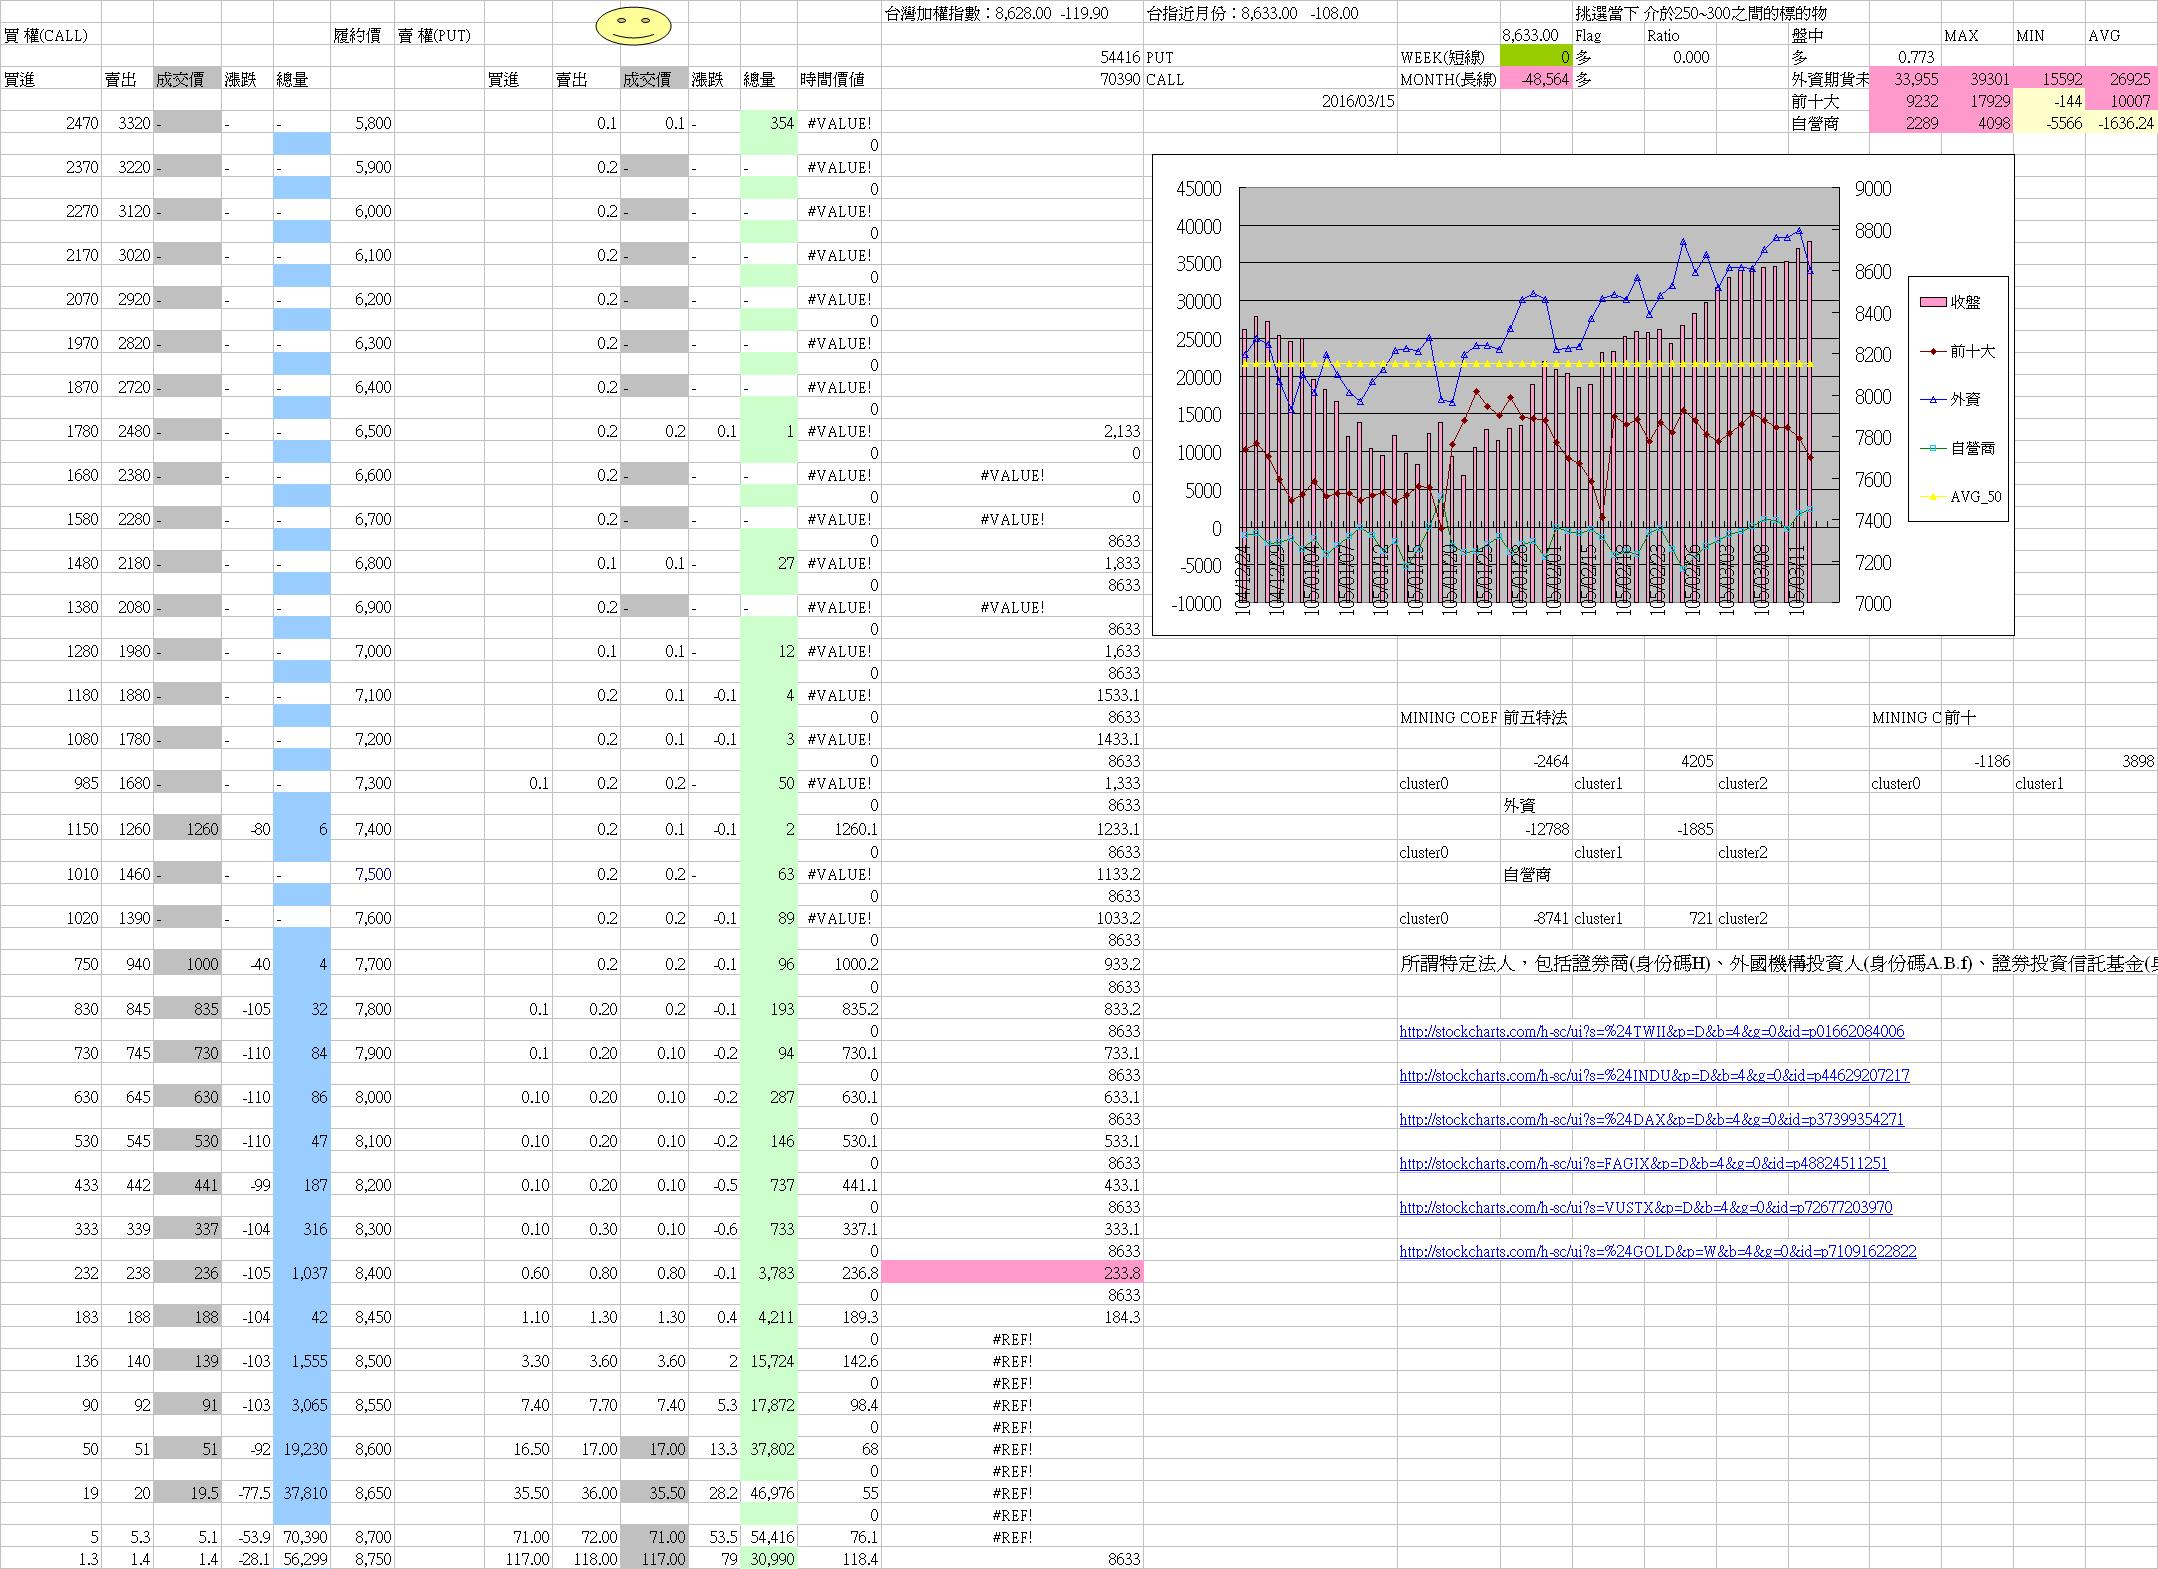 台灣加權指數：8,628.00 -119.90 台指近月份：8,633.00 -108.00 挑選當下 介於250~300之間的標的物
買 權(CALL) 履約價 賣 權(PUT) 8,633.00 Flag Ratio 盤中 MAX MIN AVG
54416 PUT WEEK(短線) 0 多 0.000 多 0.773
買進 賣出 成交價 漲跌 總量 買進 賣出 成交價 漲跌 總量 時間價值 70390 CALL MONTH(長線) -48,564 多 外資期貨未 33,955 39301 15592 26925
2016/03/15 前十大 9232 17929 -144 10007
2470 3320 - - - 5,800 0.1 0.1 - 354 #VALUE! 自營商 2289 4098 -5566 -1636.24
0
2370 3220 - - - 5,900 0.2 - - - #VALUE!
0
2270 3120 - - - 6,000 0.2 - - - #VALUE!
0
2170 3020 - - - 6,100 0.2 - - - #VALUE!
0
2070 2920 - - - 6,200 0.2 - - - #VALUE!
0
1970 2820 - - - 6,300 0.2 - - - #VALUE!
0
1870 2720 - - - 6,400 0.2 - - - #VALUE!
0
1780 2480 - - - 6,500 0.2 0.2 0.1 1 #VALUE! 2,133
0 0
1680 2380 - - - 6,600 0.2 - - - #VALUE! #VALUE!
0 0
1580 2280 - - - 6,700 0.2 - - - #VALUE! #VALUE!
0 8633
1480 2180 - - - 6,800 0.1 0.1 - 27 #VALUE! 1,833
0 8633
1380 2080 - - - 6,900 0.2 - - - #VALUE! #VALUE!
0 8633
1280 1980 - - - 7,000 0.1 0.1 - 12 #VALUE! 1,633
0 8633
1180 1880 - - - 7,100 0.2 0.1 -0.1 4 #VALUE! 1533.1
0 8633
1080 1780 - - - 7,200 0.2 0.1 -0.1 3 #VALUE! 1433.1
0 8633
985 1680 - - - 7,300 0.1 0.2 0.2 - 50 #VALUE! 1,333
0 8633
1150 1260 1260 -80 6 7,400 0.2 0.1 -0.1 2 1260.1 1233.1
0 8633
1010 1460 - - - 7,500 0.2 0.2 - 63 #VALUE! 1133.2
0 8633
1020 1390 - - - 7,600 0.2 0.2 -0.1 89 #VALUE! 1033.2
0 8633
750 940 1000 -40 4 7,700 0.2 0.2 -0.1 96 1000.2 933.2
0 8633
830 845 835 -105 32 7,800 0.1 0.20 0.2 -0.1 193 835.2 833.2
0 8633
730 745 730 -110 84 7,900 0.1 0.20 0.10 -0.2 94 730.1 733.1
0 8633
630 645 630 -110 86 8,000 0.10 0.20 0.10 -0.2 287 630.1 633.1
0 8633
530 545 530 -110 47 8,100 0.10 0.20 0.10 -0.2 146 530.1 533.1
0 8633
433 442 441 -99 187 8,200 0.10 0.20 0.10 -0.5 737 441.1 433.1
0 8633
333 339 337 -104 316 8,300 0.10 0.30 0.10 -0.6 733 337.1 333.1
0 8633
232 238 236 -105 1,037 8,400 0.60 0.80 0.80 -0.1 3,783 236.8 233.8
0 8633
183 188 188 -104 42 8,450 1.10 1.30 1.30 0.4 4,211 189.3 184.3
0 #REF!
136 140 139 -103 1,555 8,500 3.30 3.60 3.60 2 15,724 142.6 #REF!
0 #REF!
90 92 91 -103 3,065 8,550 7.40 7.70 7.40 5.3 17,872 98.4 #REF!
0 #REF!
50 51 51 -92 19,230 8,600 16.50 17.00 17.00 13.3 37,802 68 #REF!
0 #REF!
19 20 19.5 -77.5 37,810 8,650 35.50 36.00 35.50 28.2 46,976 55 #REF!
0 #REF!
5 5.3 5.1 -53.9 70,390 8,700 71.00 72.00 71.00 53.5 54,416 76.1 #REF!
1.3 1.4 1.4 -28.1 56,299 8,750 117.00 118.00 117.00 79 30,990 118.4 8633
45000 9000
40000 8800
35000 8600
30000 8400
25000 8200
20000 8000
15000 7800
10000 7600
5000 7400
0 7200
-5000 7000
-10000
收盤
前十大
外資
自營商
AVG_50
104/12/24 104/12/29 105/01/04 105/01/07 105/01/12 105/01/15 105/01/20 105/01/25 105/01/28 105/02/01 105/02/15 105/02/18 105/02/23 105/02/26 105/03/03 105/03/08 105/03/11
MINING COEF 前五特法 MINING C 前十
-2464 4205 -1186 3898
cluster0 cluster1 cluster2 cluster0 cluster1
外資
-12788 -1885
cluster0 cluster1 cluster2
自營商
cluster0 -8741 cluster1 721 cluster2
所謂特定法人，包括證券商(身份碼H)、外國機構投資人(身份碼A.B.f)、證券投資信託基金(
http://stockcharts.com/h-sc/ui?s=%24TWII&p=D&b=4&g=0&id=p01662084006
http://stockcharts.com/h-sc/ui?s=%24INDU&p=D&b=4&g=0&id=p44629207217
http://stockcharts.com/h-sc/ui?s=%24DAX&p=D&b=4&g=0&id=p37399354271
http://stockcharts.com/h-sc/ui?s=FAGIX&p=D&b=4&g=0&id=p48824511251
http://stockcharts.com/h-sc/ui?s=VUSTX&p=D&b=4&g=0&id=p72677203970
http://stockcharts.com/h-sc/ui?s=%24GOLD&p=W&b=4&g=0&id=p71091622822